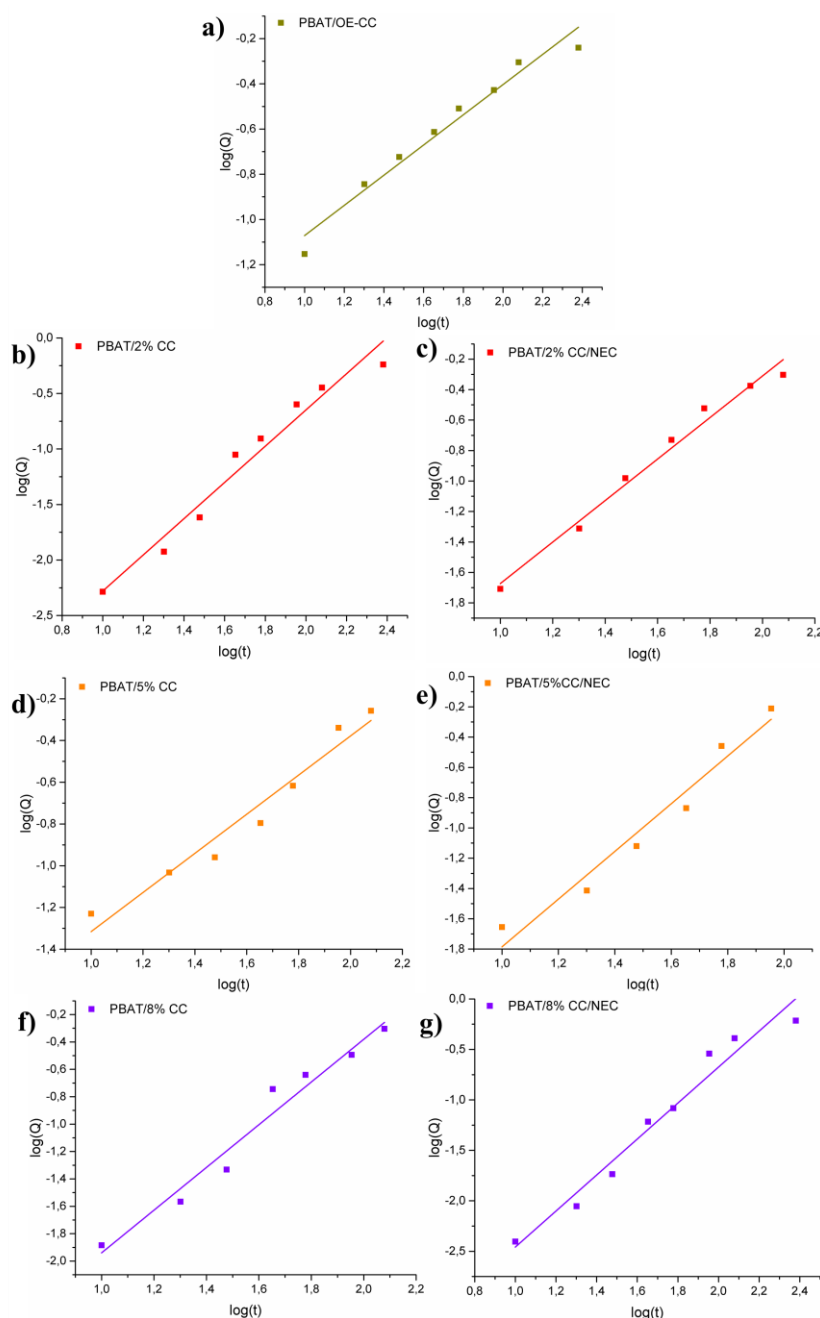 a)
PBAT/OE-CC
-0,2
-0,4
-0,6
-0,8
-1,0
-1,2
log(Q)
0,8 1,0 1,2 1,4 1,6 1,8 2,0 2,2 2,4
log(t)
b)
PBAT/2% CC
0,0
-0,5
-1,0
-1,5
-2,0
-2,5
log(Q)
0,8 1,0 1,2 1,4 1,6 1,8 2,0 2,2 2,4
log(t)
c)
PBAT/2% CC/NEC
-0,2
-0,4
-0,6
-0,8
-1,0
-1,2
-1,4
-1,6
-1,8
log(Q)
1,0 1,2 1,4 1,6 1,8 2,0 2,2
log(t)
d)
PBAT/5% CC
-0,2
-0,4
-0,6
-0,8
-1,0
-1,2
-1,4
log(Q)
1,0 1,2 1,4 1,6 1,8 2,0 2,2
log(t)
e)
PBAT/5%CC/NEC
0,0
-0,2
-0,4
-0,6
-0,8
-1,0
-1,2
-1,4
-1,6
-1,8
log(Q)
1,0 1,2 1,4 1,6 1,8 2,0
log(t)
f)
PBAT/8% CC
-0,2
-0,4
-0,6
-0,8
-1,0
-1,2
-1,4
-1,6
-1,8
-2,0
log(Q)
1,0 1,2 1,4 1,6 1,8 2,0
log(t)
g)
PBAT/8% CC/NEC
0,0
-0,5
-1,0
-1,5
-2,0
-2,5
log(Q)
1,0 1,2 1,4 1,6 1,8 2,0 2,2 2,4
log(t)